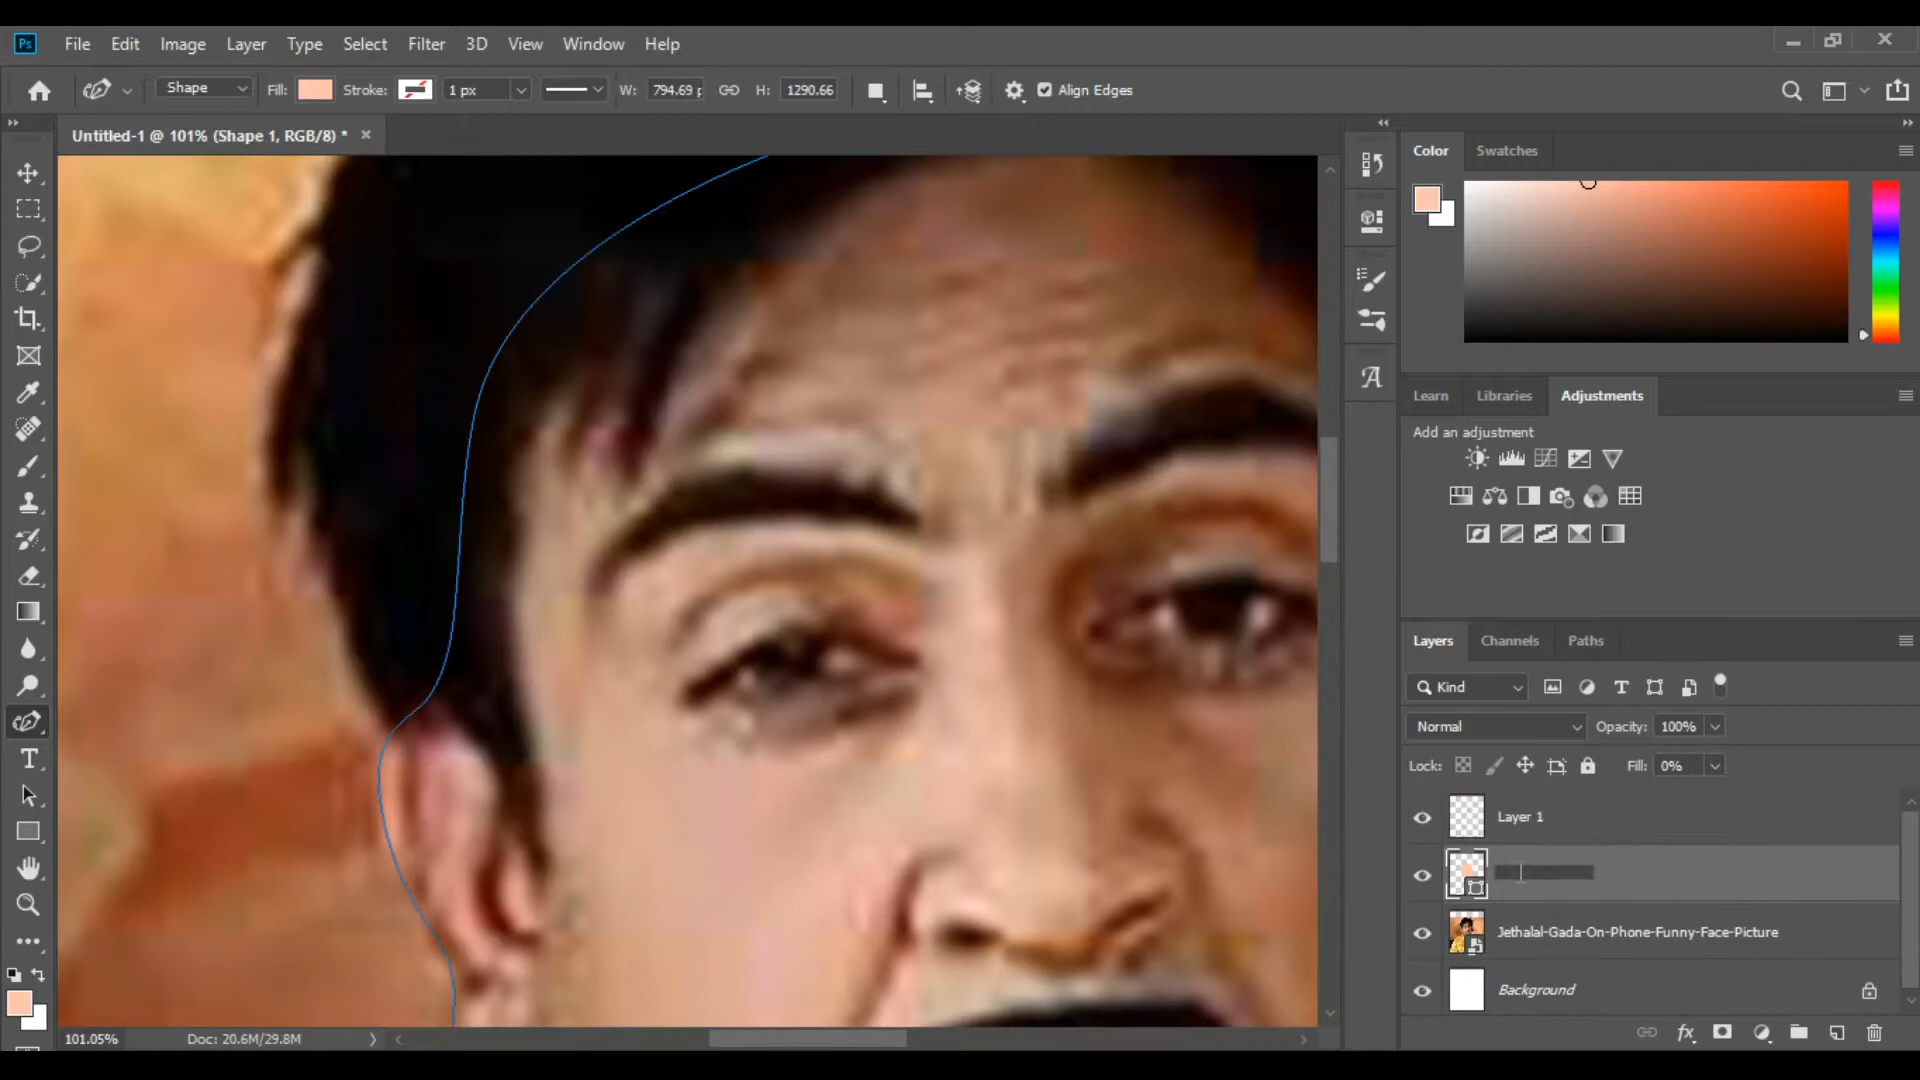 Ps File Edit Image Layer Type Select Filter 3D View Window Help
Shape Fill: Stroke: 1 px W: 794.69 p H: 1290.66 Align Edges
Untitled-1 @ 101% (Shape 1, RGB/8) *
Color Swatches
Learn Libraries Adjustments
Add an adjustment
Layers Channels Paths
Kind
Normal Opacity: 100%
Lock: Fill: 0%
Layer 1
Jethalal-Gada-On-Phone-Funny-Face-Picture
Background
101.05% Doc: 20.6M/29.8M